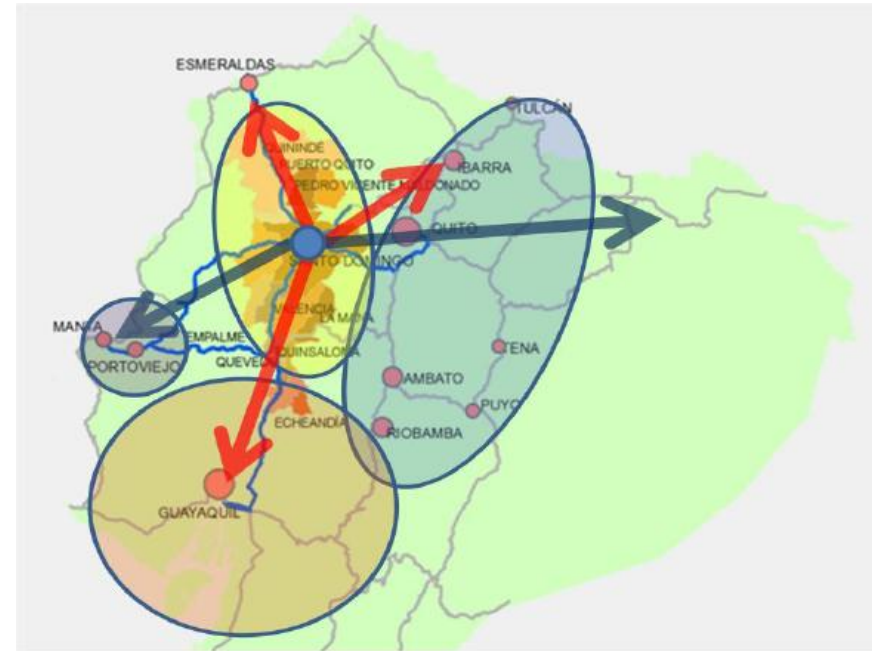 ESMERALDAS
TULCÁN
QUININDÉ
PUERTO QUITO
IBARRA
PEDRO VICENTE MALDONADO
QUITO
SANTO DOMINGO
VALENCIA
LA MANÁ
MANTA
EMPALME
QUINSALOMA
TENA
PORTOVIEJO
QUEVEDO
AMBATO
PUYO
ECHEANDÍA
RIOBAMBA
GUAYAQUIL